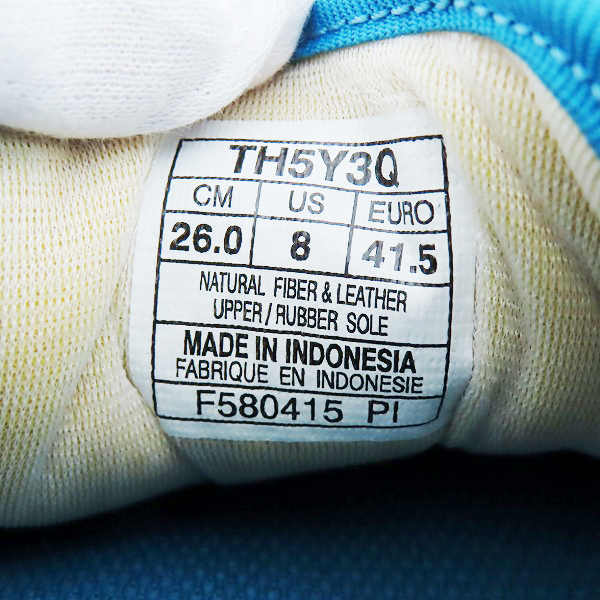 TH5Y3Q
CM US EURO
26.0 8 41.5
NATURAL FIBER & LEATHER
UPPER / RUBBER SOLE
MADE IN INDONESIA
FABRIQUE EN INDONESIE
F580415 PI